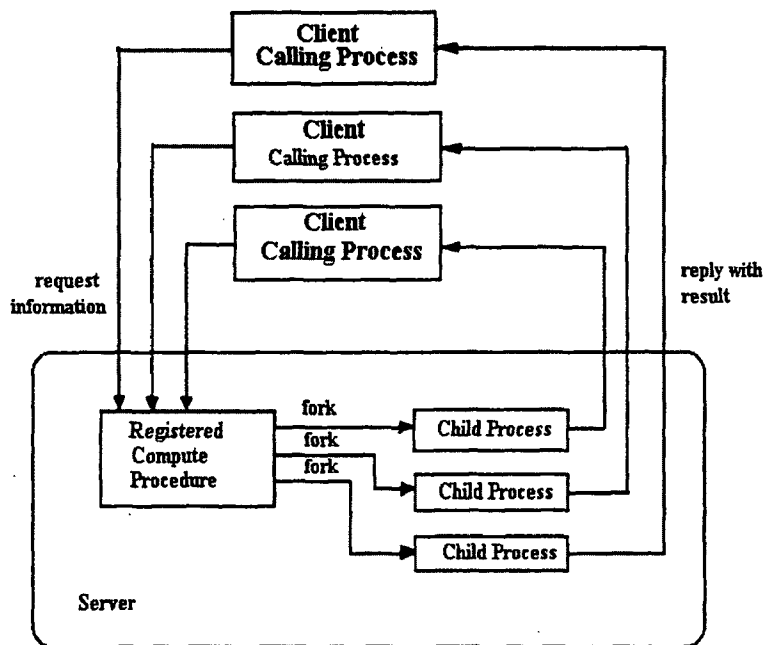 Client
Calling Process
Client
Calling Process
Client
Calling Process
request
information
reply with
result
Registered
Compute
Procedure
fork
fork
fork
Child Process
Child Process
Child Process
Server